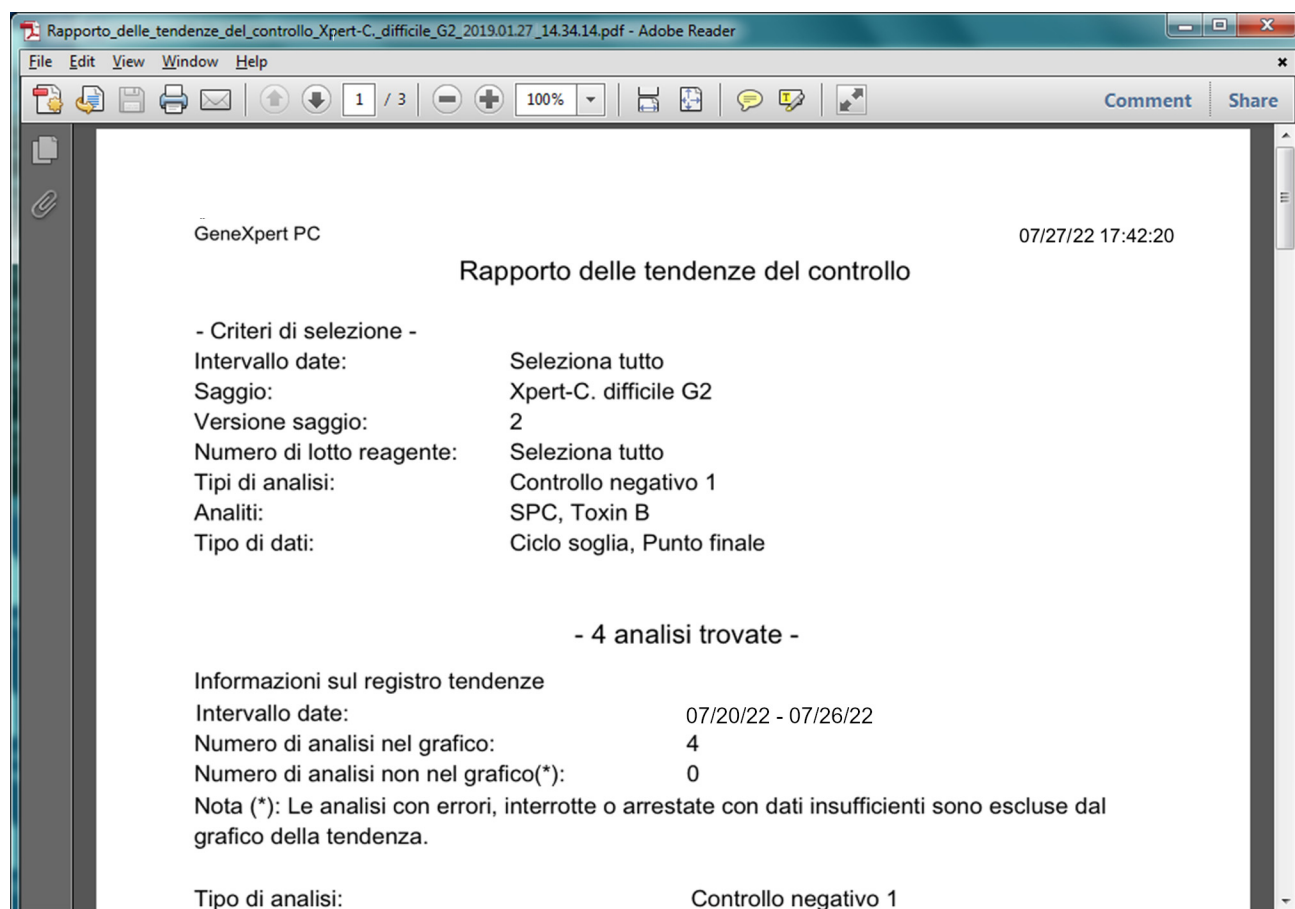 Rapporto_delle_tendenze_del_controllo_Xpert-C._difficile_G2_2019.01.27_14.34.14.pdf - Adobe Reader
File Edit View Window Help
1 / 3 100% Comment Share
GeneXpert PC 07/27/22 17:42:20
Rapporto delle tendenze del controllo
- Criteri di selezione -
Intervallo date: Seleziona tutto
Saggio: Xpert-C. difficile G2
Versione saggio: 2
Numero di lotto reagente: Seleziona tutto
Tipi di analisi: Controllo negativo 1
Analiti: SPC, Toxin B
Tipo di dati: Ciclo soglia, Punto finale
- 4 analisi trovate -
Informazioni sul registro tendenze
Intervallo date: 07/20/22 - 07/26/22
Numero di analisi nel grafico: 4
Numero di analisi non nel grafico(*): 0
Nota (*): Le analisi con errori, interrotte o arrestate con dati insufficienti sono escluse dal
grafico della tendenza.
Tipo di analisi: Controllo negativo 1